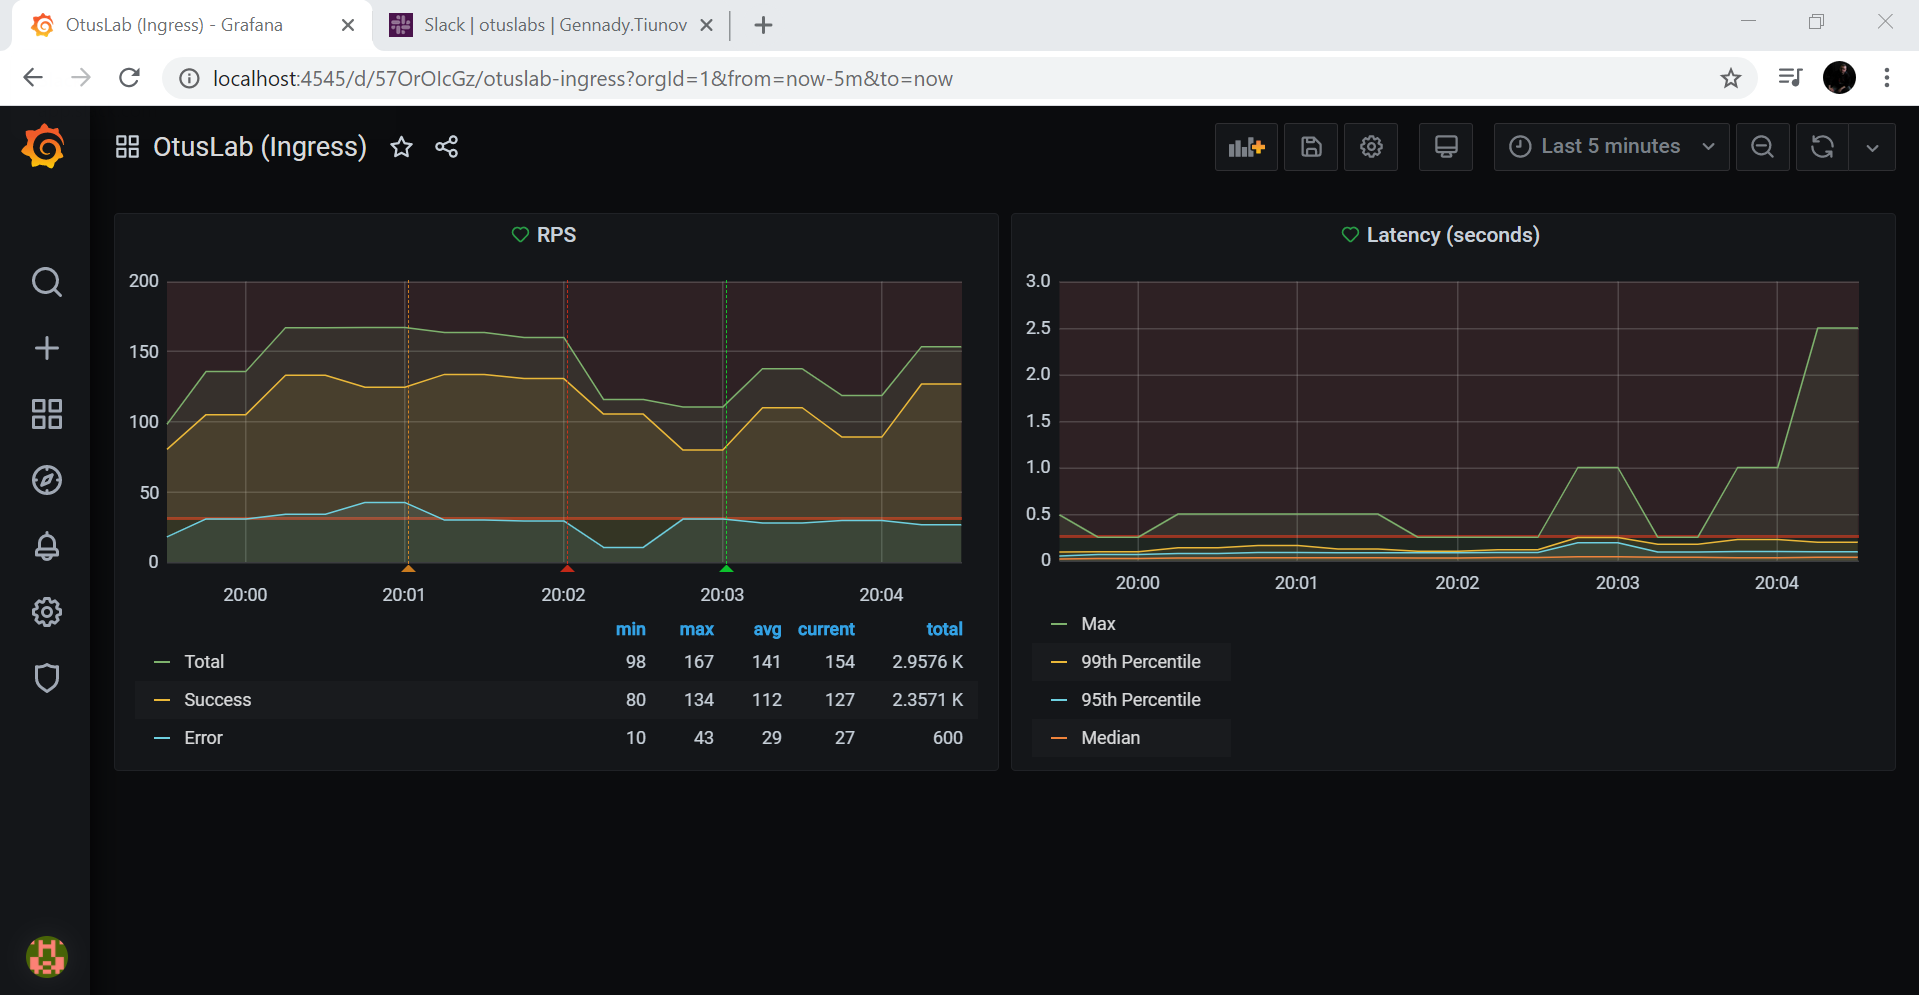 OtusLab (Ingress) - Grafana
Slack | otuslabs | Gennady.Tiunov
localhost:4545/d/57OrOIcGz/otuslab-ingress?orgId=1&from=now-5m&to=now
OtusLab (Ingress)
Last 5 minutes
RPS
200
150
100
50
0
20:00 20:01 20:02 20:03 20:04
min max avg current total
Total 98 167 141 154 2.9576 K
Success 80 134 112 127 2.3571 K
Error 10 43 29 27 600
Latency (seconds)
3.0
2.5
2.0
1.5
1.0
0.5
0
20:00 20:01 20:02 20:03 20:04
Max
99th Percentile
95th Percentile
Median